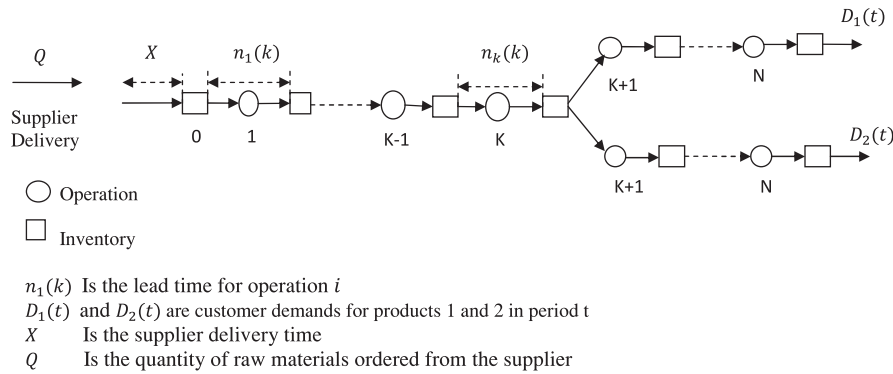 D₁(t)
Q X n₁(k) nₖ(k)
K+1 N
Supplier
Delivery
0 1 K-1 K
D₂(t)
K+1 N
Operation
Inventory
n₁(k) Is the lead time for operation i
D₁(t) and D₂(t) are customer demands for products 1 and 2 in period t
X Is the supplier delivery time
Q Is the quantity of raw materials ordered from the supplier